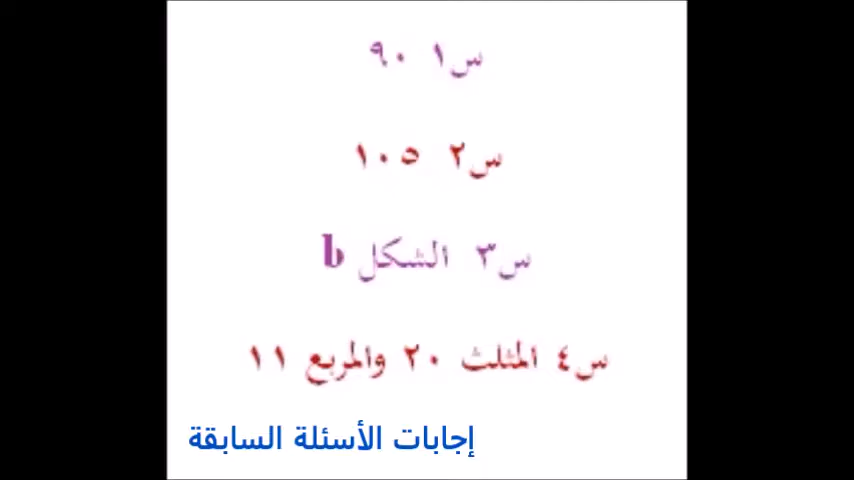 س١ ٩٠
س٢ ١٠٥
س٣ الشكل b
س٤ المثلث ٢٠ والمربع ١١
إجابات الأسئلة السابقة